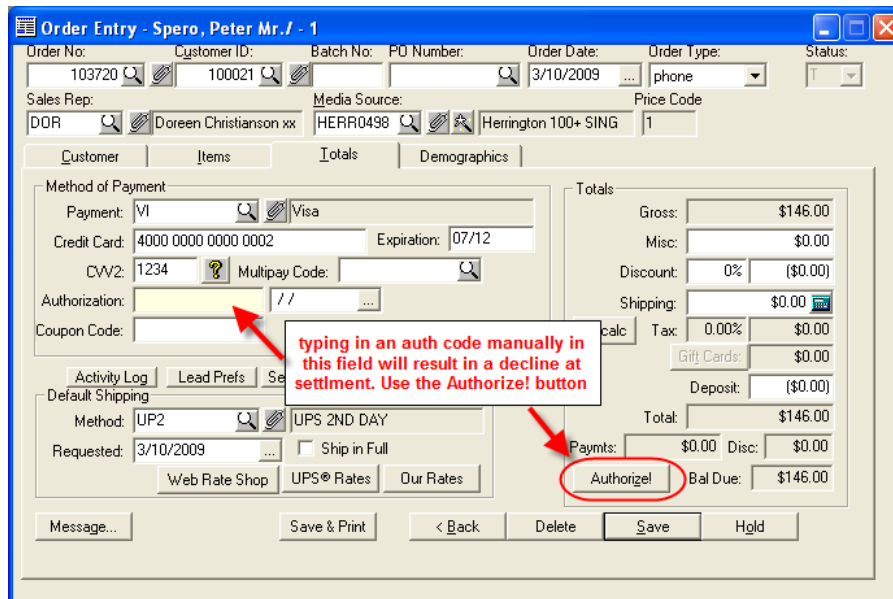 Order Entry - Spero, Peter Mr./ - 1
Order No: Customer ID: Batch No: PO Number: Order Date: Order Type: Status:
103720 100021 3/10/2009 ... phone T
Sales Rep: Media Source: Price Code
DOR Doreen Christianson xx HERR0498 Herrington 100+ SING 1
Customer Items Totals Demographics
Method of Payment Totals
Payment: VI Visa Gross: $146.00
Credit Card: 4000 0000 0000 0002 Expiration: 07/12 Misc: $0.00
CVV2: 1234 ? Multipay Code: Discount: 0% ($0.00)
Authorization: / / ... Shipping: $0.00
Coupon Code: calc Tax: 0.00% $0.00
typing in an auth code manually in
this field will result in a decline at
settlment. Use the Authorize! button
Gift Cards: $0.00
Activity Log Lead Prefs Se Deposit: ($0.00)
Default Shipping
Method: UP2 UPS 2ND DAY Total: $146.00
Requested: 3/10/2009 ... Ship in Full Paymts: $0.00 Disc: $0.00
Web Rate Shop UPS® Rates Our Rates Authorize! Bal Due: $146.00
Message... Save & Print < Back Delete Save Hold